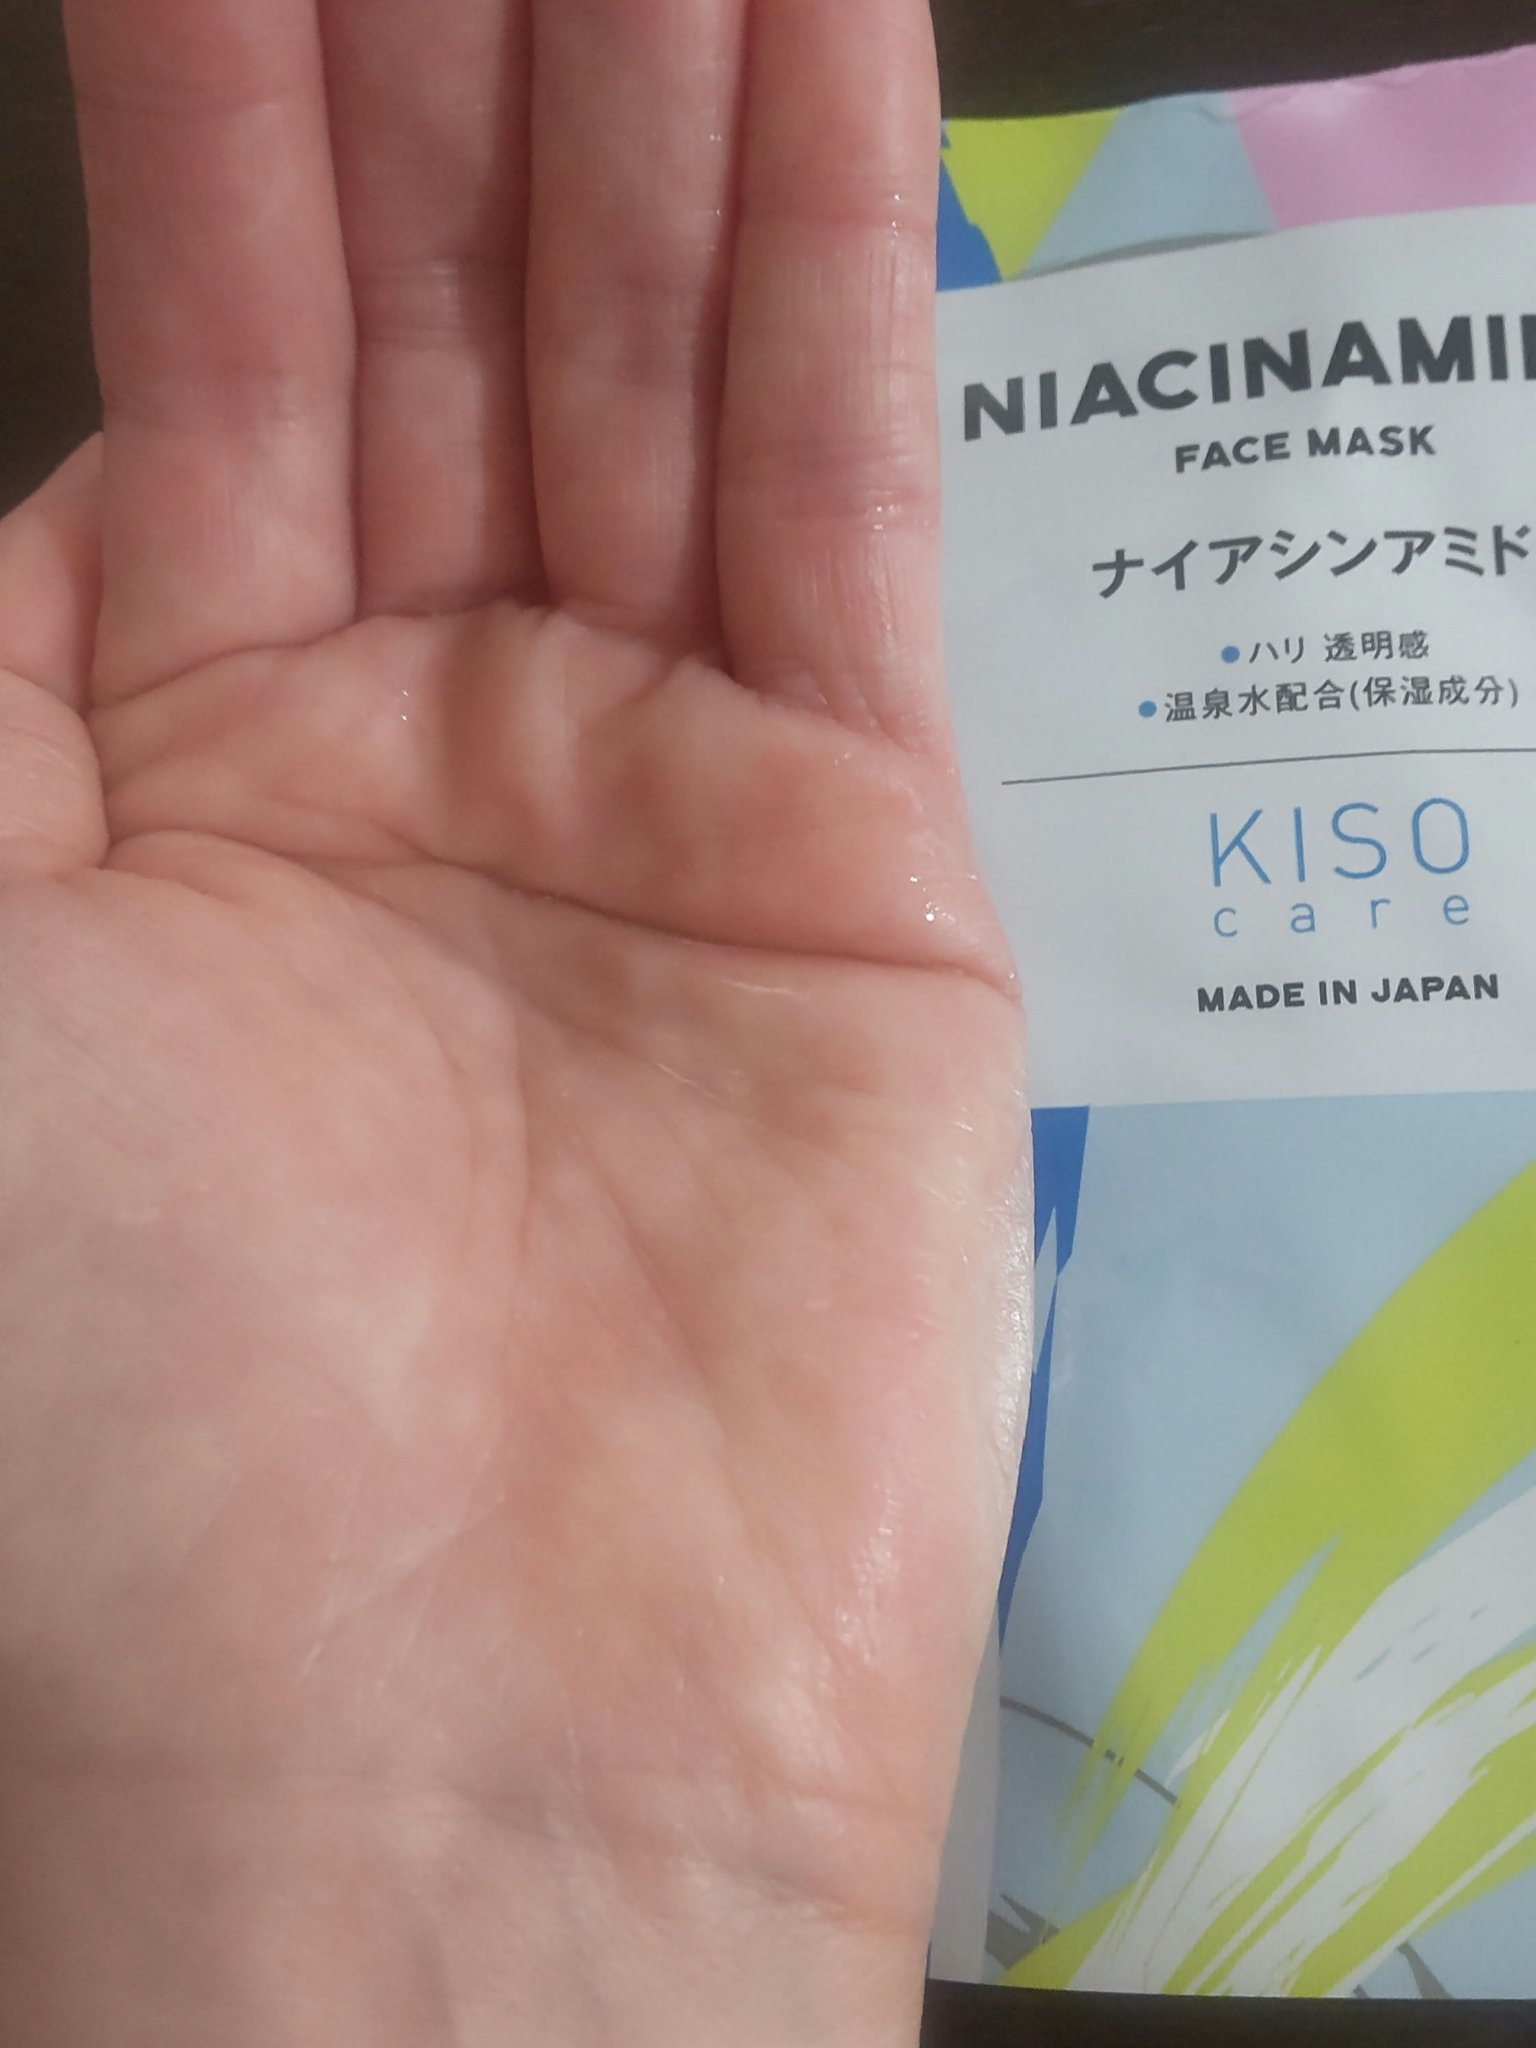 NIACINAMI
FACE MASK
ナイアシンアミド
●ハリ 透明感
●温泉水配合(保湿成分)
KISO
care
MADE IN JAPAN